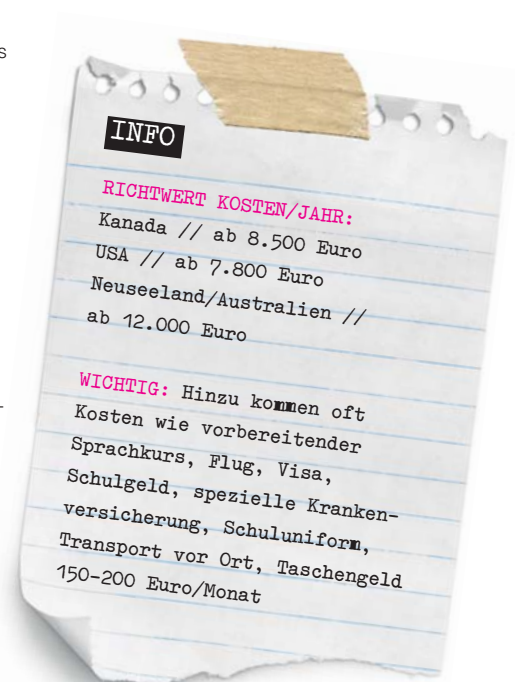 s
INFO
RICHTWERT KOSTEN/JAHR:
Kanada // ab 8.500 Euro
USA // ab 7.800 Euro
Neuseeland/Australien //
ab 12.000 Euro
WICHTIG: Hinzu kommen oft
Kosten wie vorbereitender
-
Sprachkurs, Flug, Visa,
Schulgeld, spezielle Kranken-
versicherung, Schuluniform,
Transport vor Ort, Taschengeld
150-200 Euro/Monat